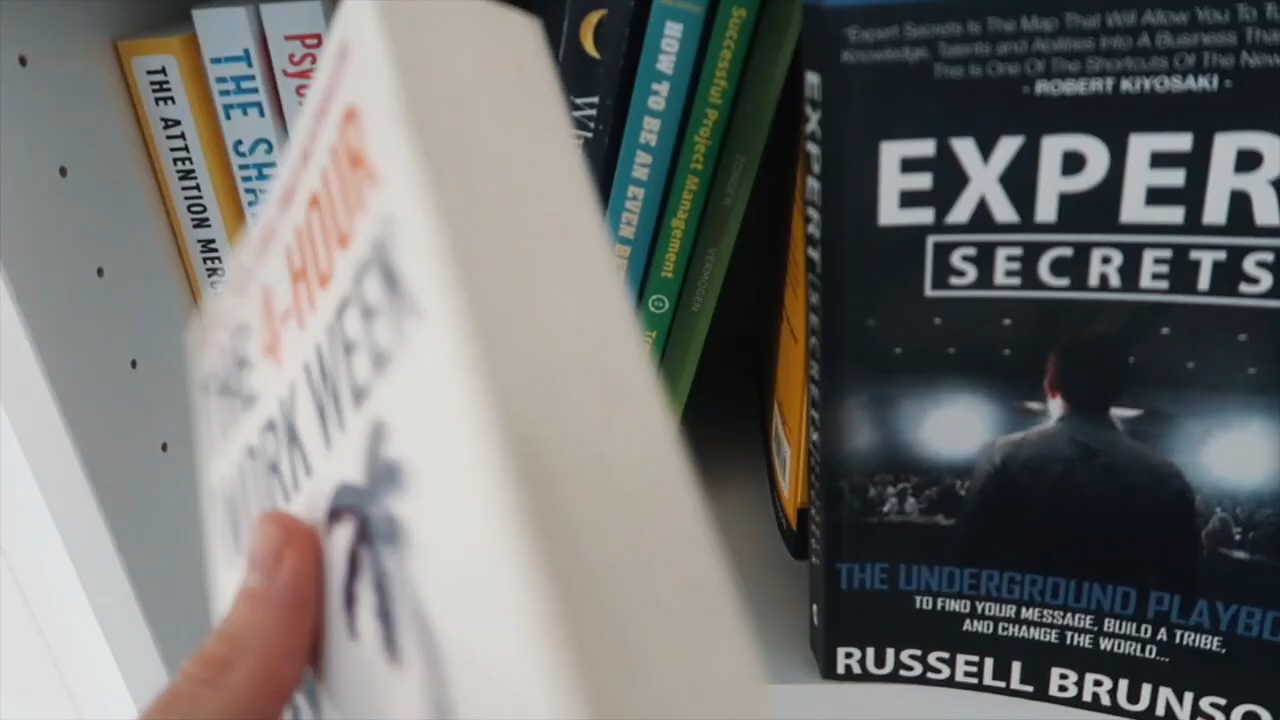 THE ATTENTION MER
THE SHA
PSY
4-HOUR
WORK WEEK
HOW TO BE AN EVEN B
Successful Project Management
EXPERT SECRETS
"Expert Secrets Is The Map That Will Allow You To T
Knowledge, Talents and Abilities Into A Business Tha
This is One Of The Shortcuts Of The New
- ROBERT KIYOSAKI -
EXPER
SECRETS
THE UNDERGROUND PLAYBO
TO FIND YOUR MESSAGE, BUILD A TRIBE,
AND CHANGE THE WORLD...
RUSSELL BRUNSO